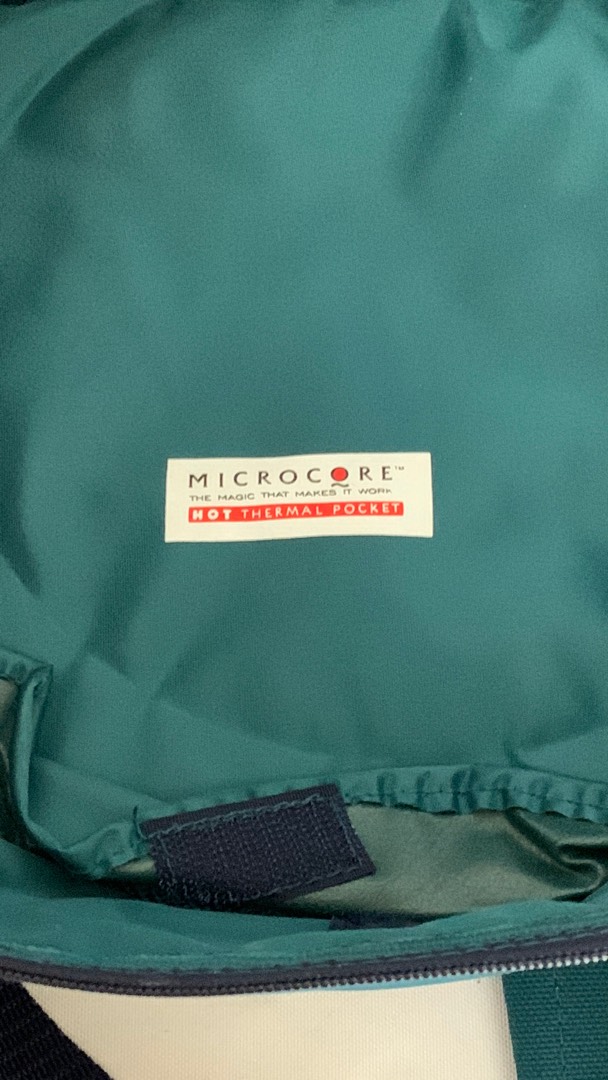 MICROCORE™
THE MAGIC THAT MAKES IT WORK
HOT THERMAL POCKET